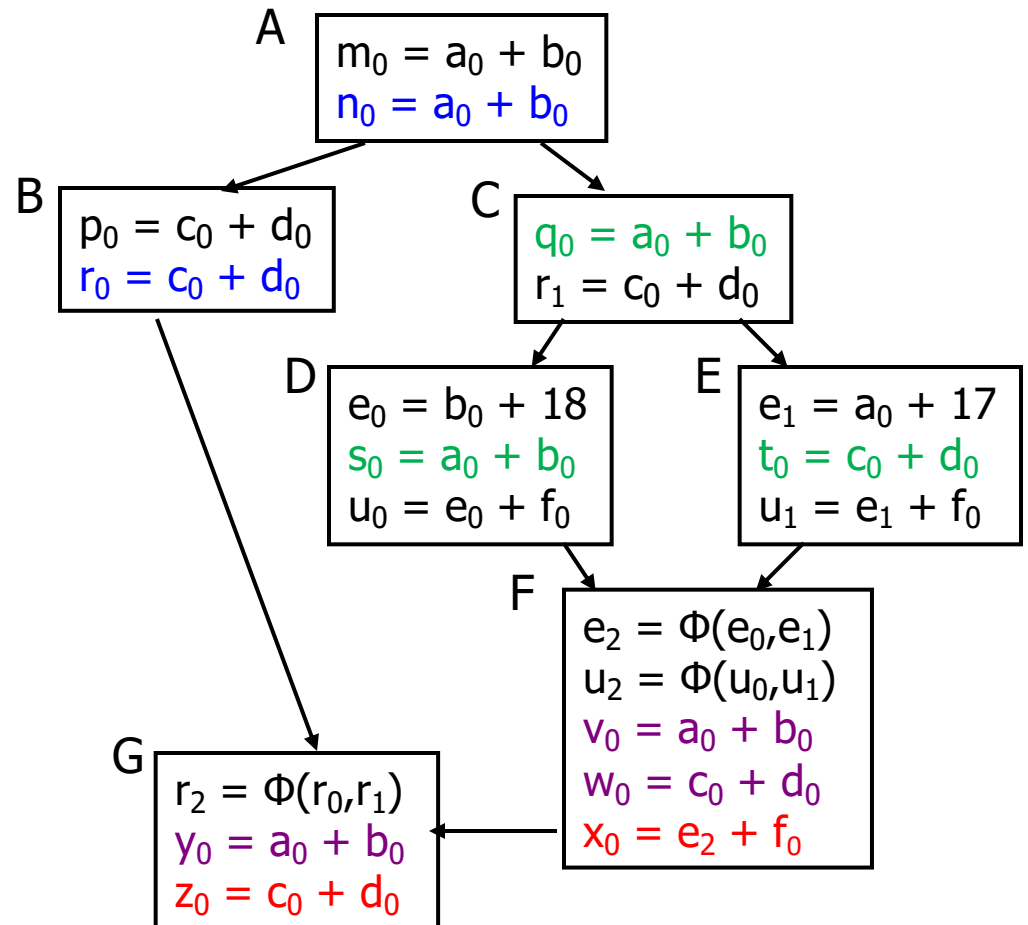 A
m₀ = a₀ + b₀
n₀ = a₀ + b₀
B
p₀ = c₀ + d₀
r₀ = c₀ + d₀
C
q₀ = a₀ + b₀
r₁ = c₀ + d₀
D
e₀ = b₀ + 18
s₀ = a₀ + b₀
u₀ = e₀ + f₀
E
e₁ = a₀ + 17
t₀ = c₀ + d₀
u₁ = e₁ + f₀
F
e₂ = Φ(e₀,e₁)
u₂ = Φ(u₀,u₁)
v₀ = a₀ + b₀
w₀ = c₀ + d₀
x₀ = e₂ + f₀
G
r₂ = Φ(r₀,r₁)
y₀ = a₀ + b₀
z₀ = c₀ + d₀